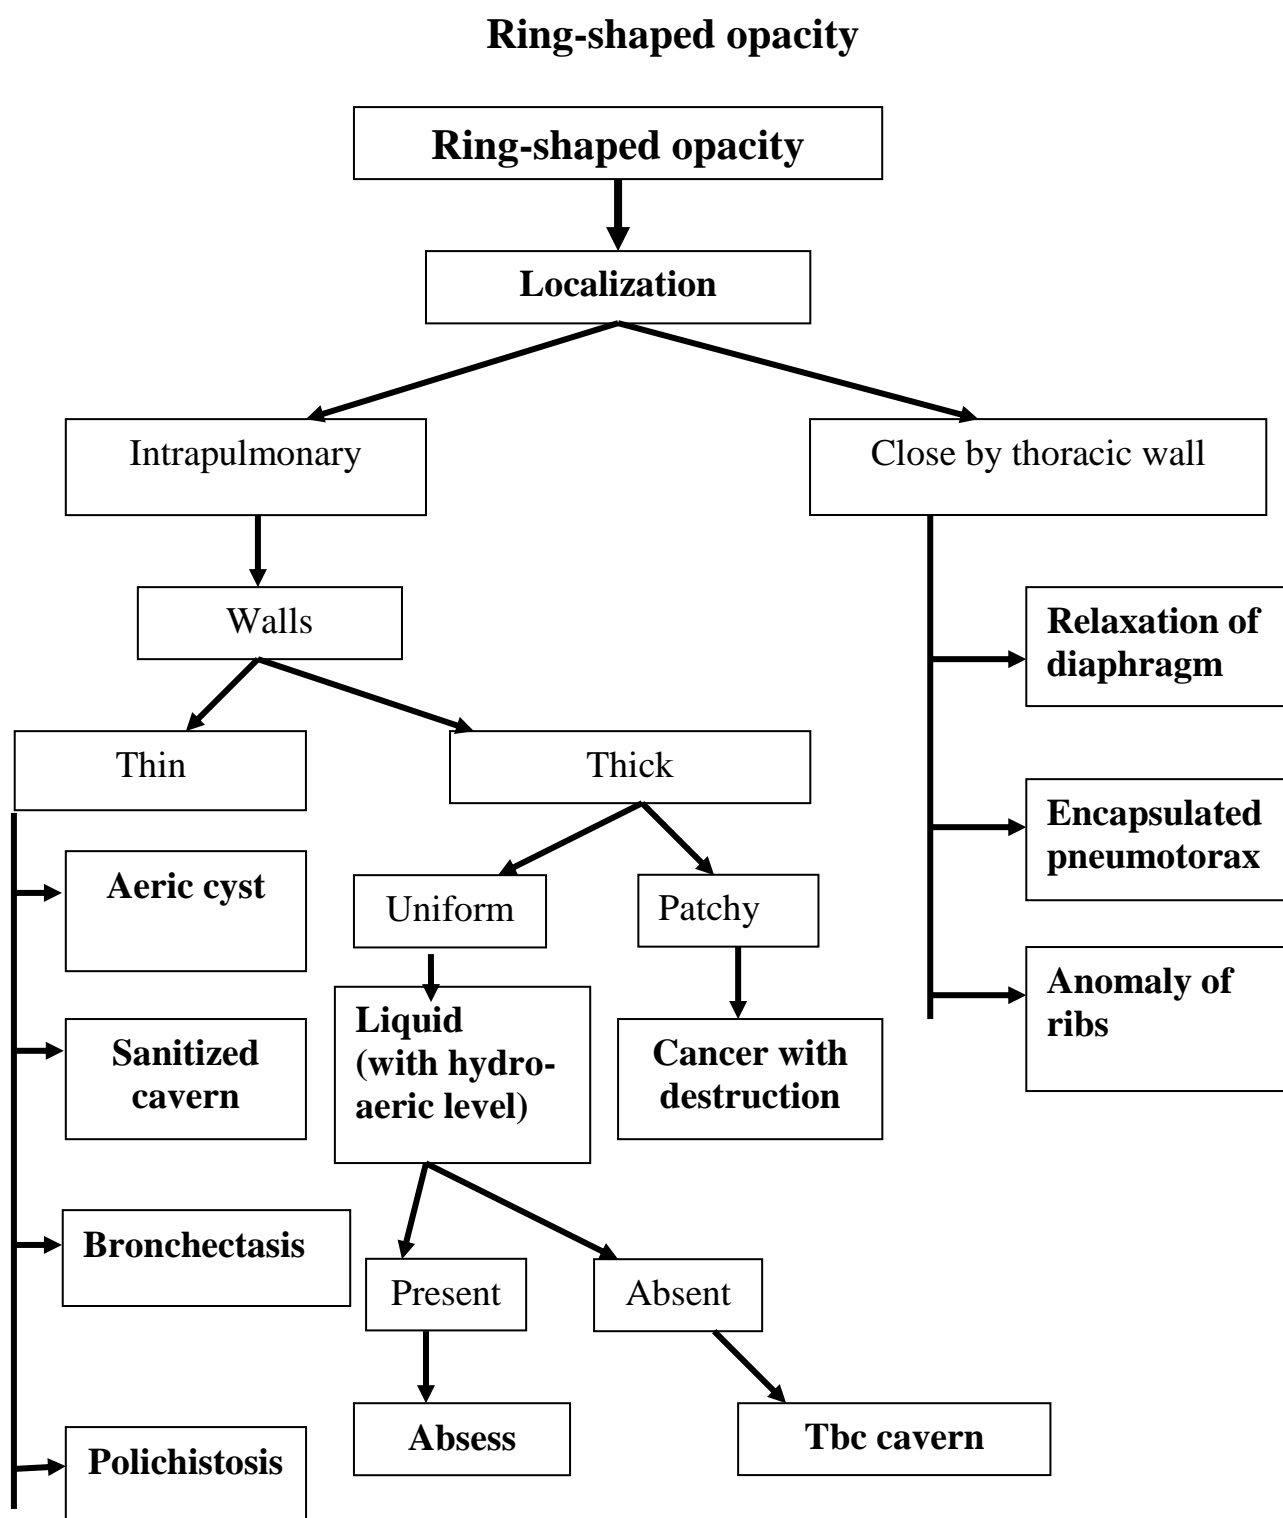 Ring-shaped opacity
Ring-shaped opacity
Localization
Intrapulmonary
Close by thoracic wall
Walls
Relaxation of
diaphragm
Thin
Thick
Encapsulated
pneumotorax
Aeric cyst
Uniform
Patchy
Anomaly of
ribs
Liquid
(with hydro-
aeric level)
Sanitized
cavern
Cancer with
destruction
Bronchectasis
Present
Absent
Absess
Tbc cavern
Polichistosis